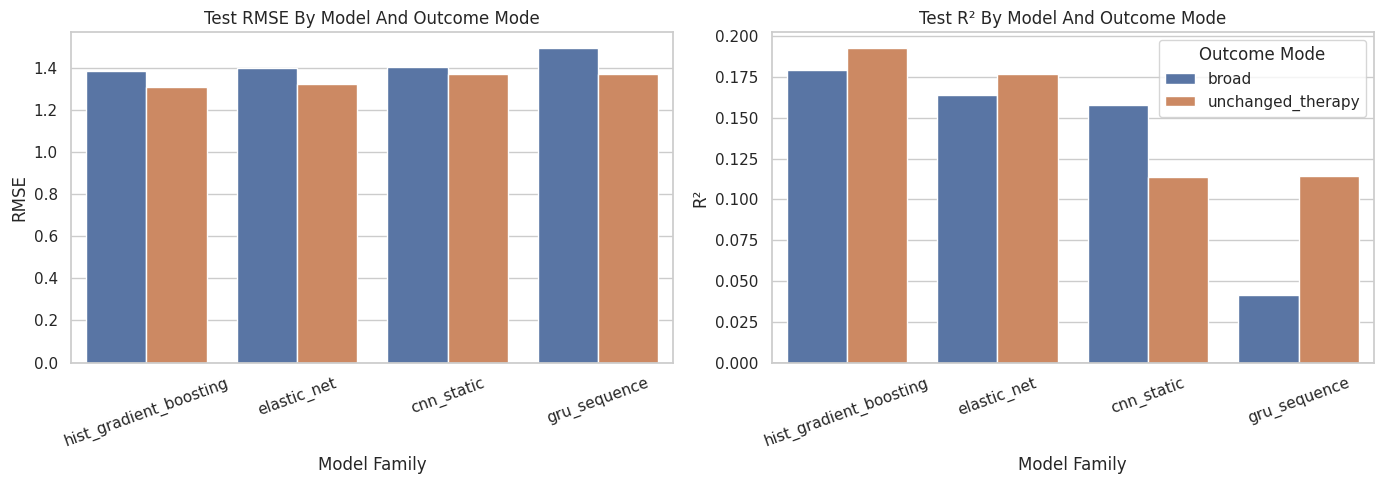 Test RMSE By Model And Outcome Mode
RMSE
1.4
1.2
1.0
0.8
0.6
0.4
0.2
0.0
hist_gradient_boosting
elastic_net
cnn_static
gru_sequence
Model Family
Test R² By Model And Outcome Mode
R²
0.200
0.175
0.150
0.125
0.100
0.075
0.050
0.025
0.000
Outcome Mode
broad
unchanged_therapy
hist_gradient_boosting
elastic_net
cnn_static
gru_sequence
Model Family